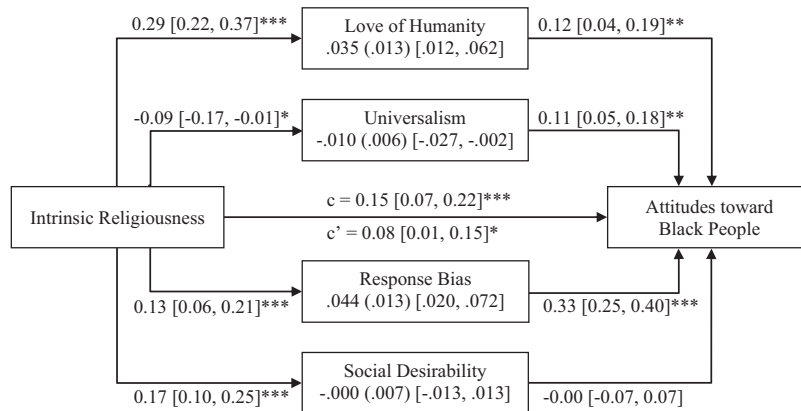 0.29 [0.22, 0.37]***
Love of Humanity
.035 (.013) [.012, .062]
0.12 [0.04, 0.19]**
-0.09 [-0.17, -0.01]*
Universalism
-.010 (.006) [-.027, -.002]
0.11 [0.05, 0.18]**
Intrinsic Religiousness
c = 0.15 [0.07, 0.22]***
c’ = 0.08 [0.01, 0.15]*
Attitudes toward
Black People
0.13 [0.06, 0.21]***
Response Bias
.044 (.013) [.020, .072]
0.33 [0.25, 0.40]***
0.17 [0.10, 0.25]***
Social Desirability
-.000 (.007) [-.013, .013]
-0.00 [-0.07, 0.07]